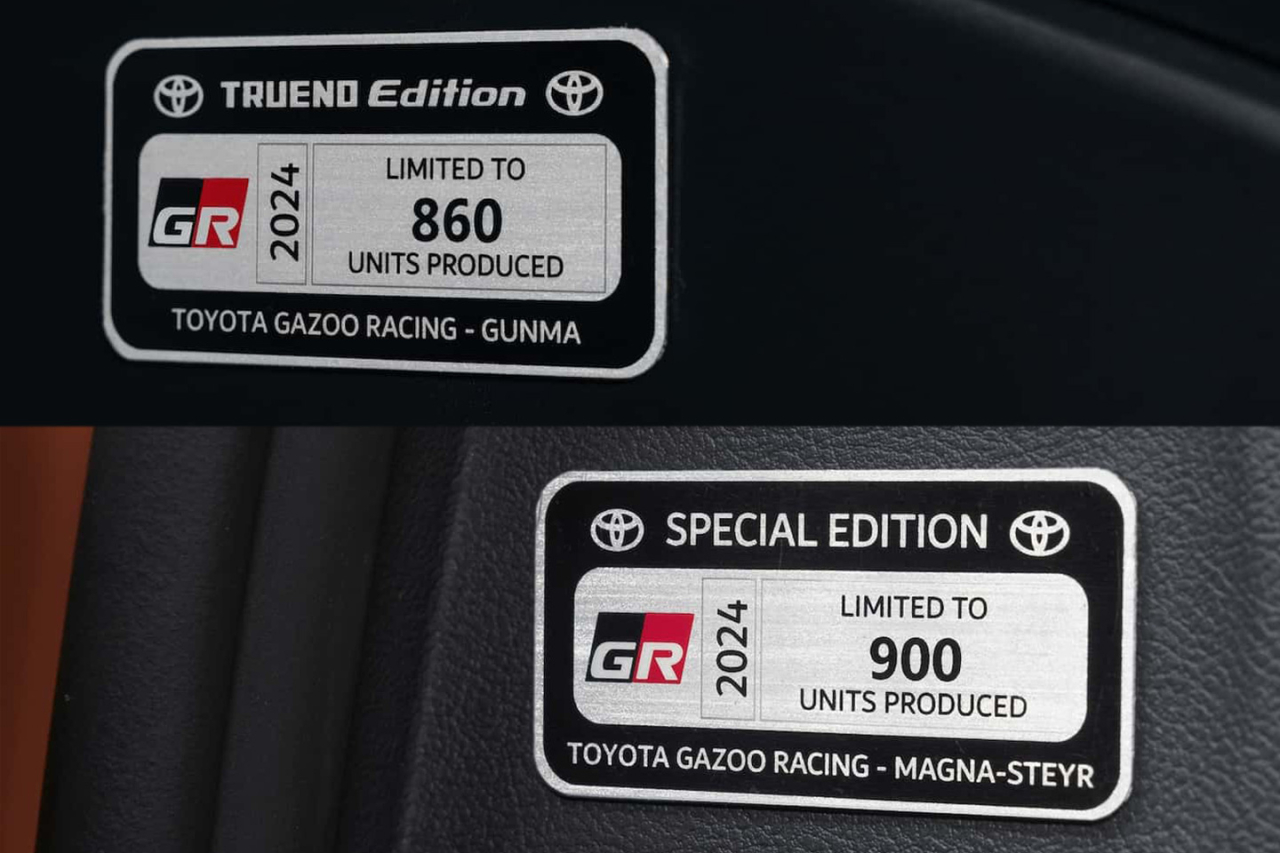 TRUENO Edition
GR
2024
LIMITED TO
860
UNITS PRODUCED
TOYOTA GAZOO RACING - GUNMA
SPECIAL EDITION
GR
2024
LIMITED TO
900
UNITS PRODUCED
TOYOTA GAZOO RACING - MAGNA-STEYR